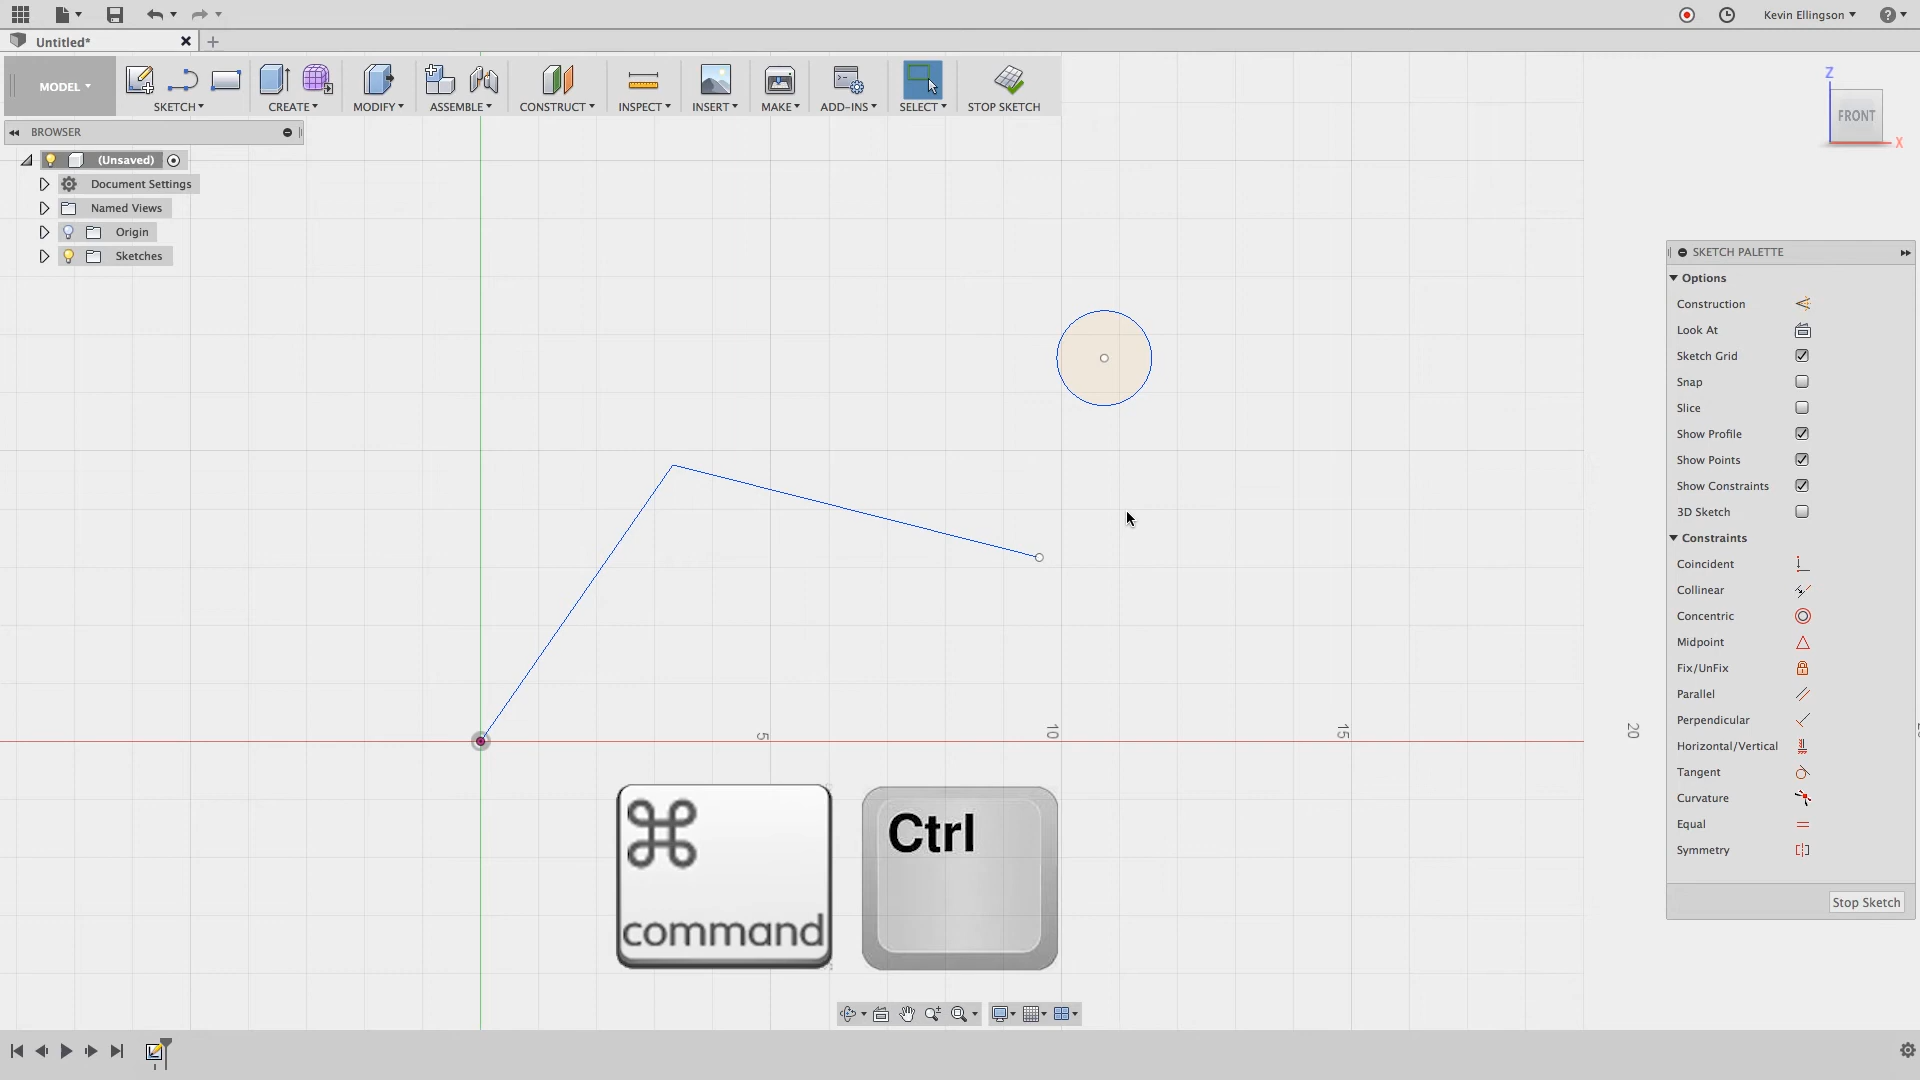 Kevin Ellingson
Untitled*
MODEL
SKETCH
CREATE
MODIFY
ASSEMBLE
CONSTRUCT
INSPECT
INSERT
MAKE
ADD-INS
SELECT
STOP SKETCH
BROWSER
(Unsaved)
Document Settings
Named Views
Origin
Sketches
Z
FRONT
X
SKETCH PALETTE
Options
Construction
Look At
Sketch Grid
Snap
Slice
Show Profile
Show Points
Show Constraints
3D Sketch
Constraints
Coincident
Collinear
Concentric
Midpoint
Fix/UnFix
Parallel
Perpendicular
Horizontal/Vertical
Tangent
Curvature
Equal
Symmetry
Stop Sketch
5
10
15
20
command
Ctrl